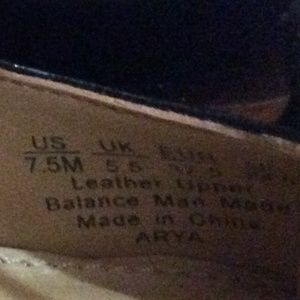 US UK EUR
7.5M 5.5
Leather Upper
Balance Man Made
Made in China
ARYA